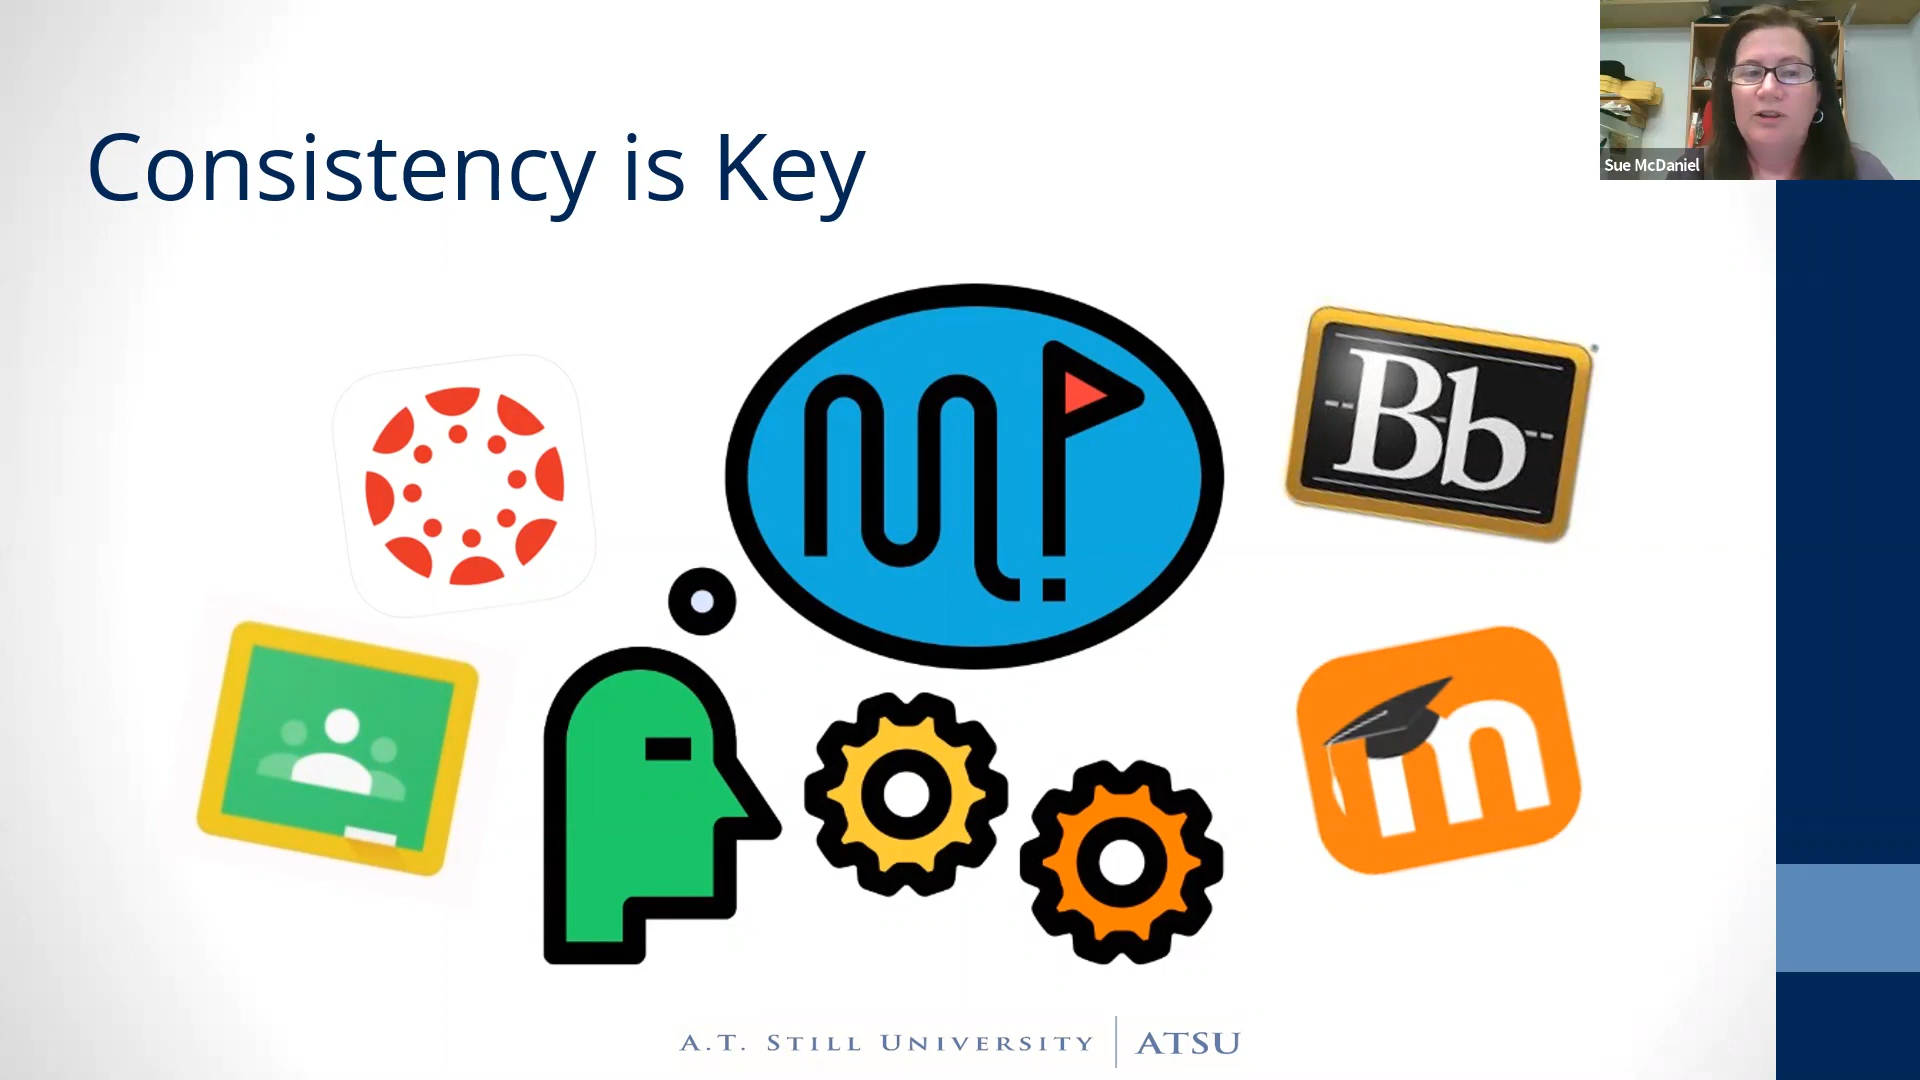 Sue McDaniel
Consistency is Key
Bb
m
A.T. STILL UNIVERSITY ATSU